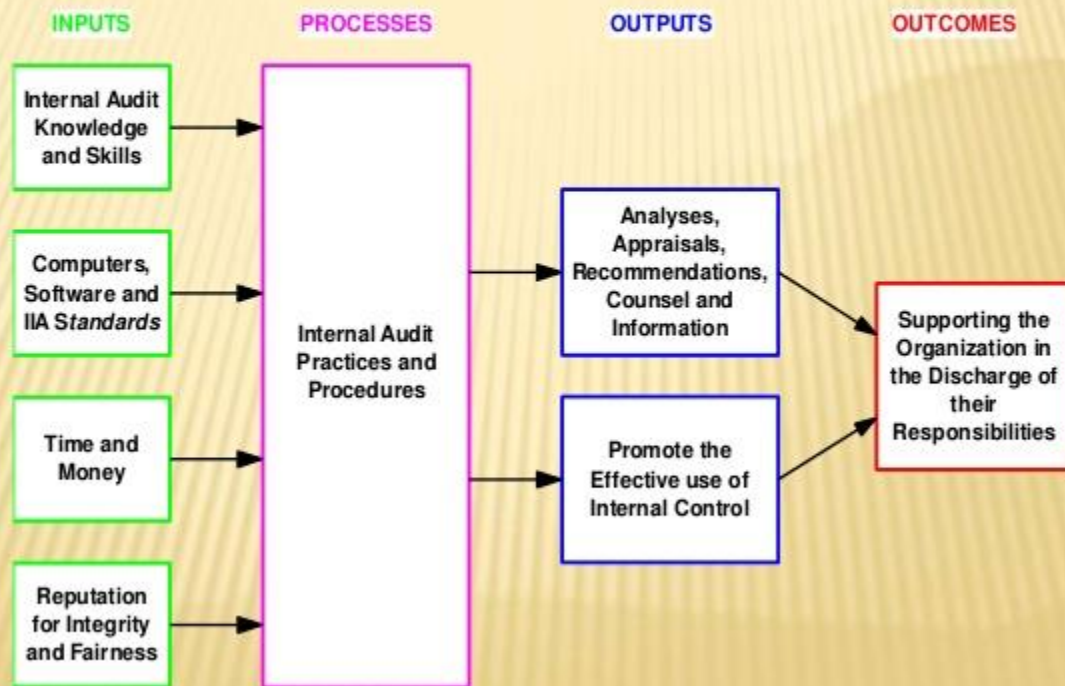 INPUTS
PROCESSES
OUTPUTS
OUTCOMES
Internal Audit
Knowledge
and Skills
Computers,
Software and
IIA Standards
Time and
Money
Reputation
for Integrity
and Fairness
Internal Audit
Practices and
Procedures
Analyses,
Appraisals,
Recommendations,
Counsel and
Information
Promote the
Effective use of
Internal Control
Supporting the
Organization in
the Discharge of
their
Responsibilities